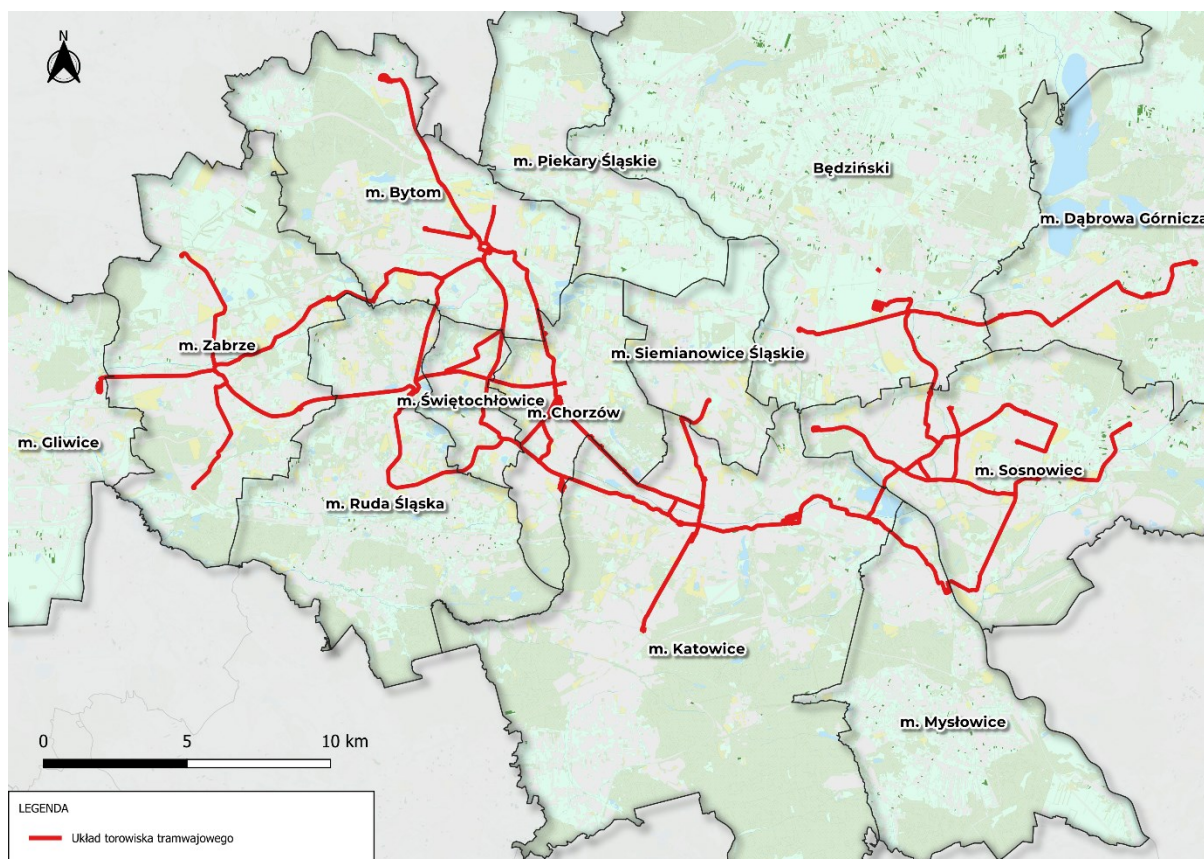 N
m. Piekary Śląskie
Będziński
m. Bytom
m. Dąbrowa Górnicza
m. Zabrze
m. Siemianowice Śląskie
m. Świętochłowice
m. Chorzów
m. Gliwice
m. Sosnowiec
m. Ruda Śląska
m. Katowice
m. Mysłowice
0 5 10 km
LEGENDA
Układ torowiska tramwajowego